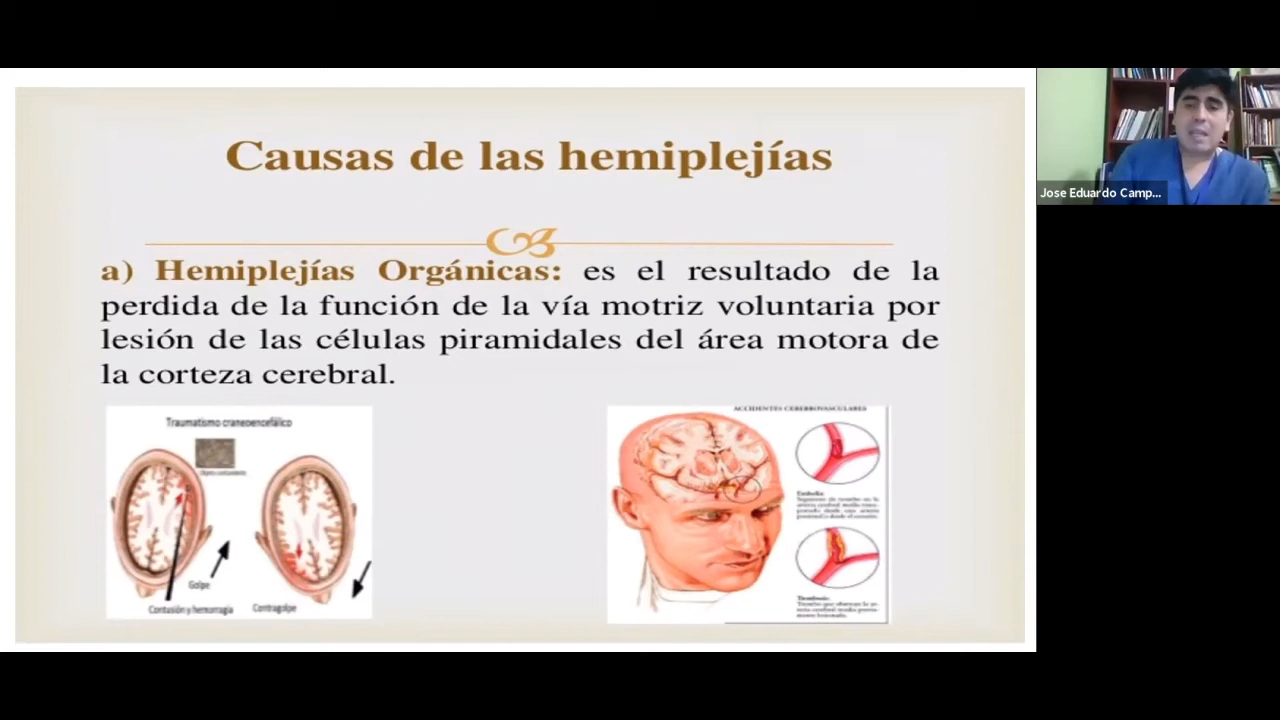 Causas de las hemiplejías
a) Hemiplejías Orgánicas: es el resultado de la
perdida de la función de la vía motriz voluntaria por
lesión de las células piramidales del área motora de
la corteza cerebral.
Traumatismo craneoencefálico
Objeto contundente
Golpe
Contusión y hemorragia
Contragolpe
ACCIDENTES CEREBROVASCULARES
Embolia:
Trombosis:
Jose Eduardo Camp...